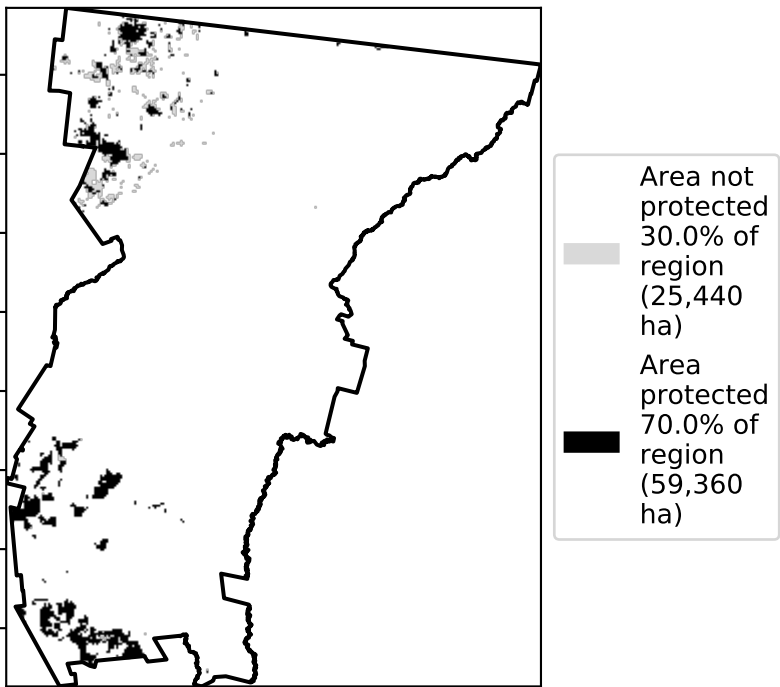 Area not
protected
30.0% of
region
(25,440
ha)
Area
protected
70.0% of
region
(59,360
ha)